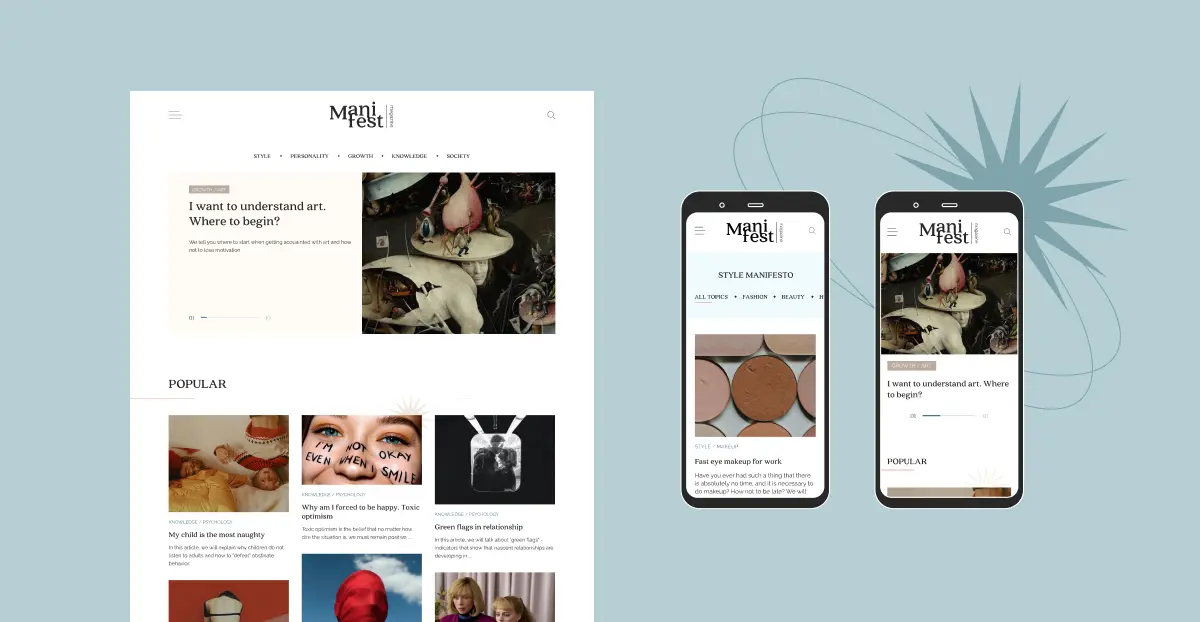 Mani
fest
magazine
STYLE • PERSONALITY • GROWTH • KNOWLEDGE • SOCIETY
GROWTH / ART
I want to understand art.
Where to begin?
We tell you where to start when getting acquainted with art and how
not to lose motivation
01
POPULAR
KNOWLEDGE / PSYCHOLOGY
My child is the most naughty
In this article, we will explain why children do not
listen to adults and how to "defeat" obstinate
behavior.
I'M NOT OKAY
EVEN WHEN I SMILE
KNOWLEDGE / PSYCHOLOGY
Why am I forced to be happy. Toxic
optimism
Toxic optimism is the belief that no matter how
dire the situation is, we must remain positive ...
KNOWLEDGE / PSYCHOLOGY
Green flags in relationship
In this article, we will talk about "green flags" -
indicators that show that nascent relationships are
developing in ...
Mani
fest
magazine
STYLE MANIFESTO
ALL TOPICS • FASHION • BEAUTY • H
STYLE / MAKEUP
Fast eye makeup for work
Have you ever had such a thing that there
is absolutely no time, and it is necessary to
do makeup? How not to be late? We will
Mani
fest
magazine
GROWTH / ART
I want to understand art. Where
to begin?
POPULAR